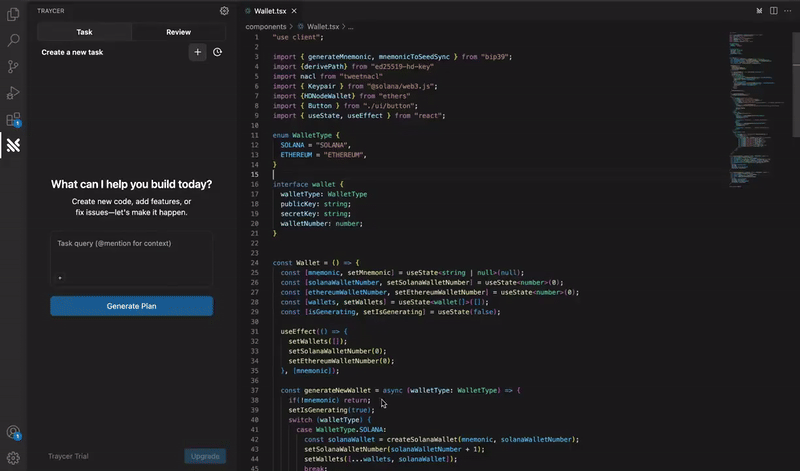 TRAYCER
Task
Review
Create a new task
What can I help you build today?
Create new code, add features, or
fix issues—let's make it happen.
Task query (@mention for context)
Generate Plan
Traycer Trial
Upgrade
1
1
Wallet.tsx
components > Wallet.tsx > ...
1 "use client";
2
3 import { generateMnemonic, mnemonicToSeedSync } from "bip39";
4 import {derivePath} from "ed25519-hd-key"
5 import nacl from "tweetnacl"
6 import { Keypair } from "@solana/web3.js";
7 import {HDNodeWallet} from "ethers"
8 import { Button } from "./ui/button";
9 import { useState, useEffect } from "react";
10
11 enum WalletType {
12 SOLANA = "SOLANA",
13 ETHEREUM = "ETHEREUM",
14 }
15
16 interface wallet {
17 walletType: WalletType
18 publicKey: string;
19 secretKey: string;
20 walletNumber: number;
21 }
22
23
24 const Wallet = () => {
25 const [mnemonic, setMnemonic] = useState<string | null>(null);
26 const [solanaWalletNumber, setSolanaWalletNumber] = useState<number>(0);
27 const [ethereumWalletNumber, setEthereumWalletNumber] = useState<number>(0);
28 const [wallets, setWallets] = useState<wallet[]>([]);
29 const [isGenerating, setIsGenerating] = useState(false);
30
31 useEffect(() => {
32 setWallets([]);
33 setSolanaWalletNumber(0);
34 setEthereumWalletNumber(0);
35 }, [mnemonic]);
36
37 const generateNewWallet = async (walletType: WalletType) => {
38 if(!mnemonic) return;
39 setIsGenerating(true);
40 switch (walletType) {
41 case WalletType.SOLANA:
42 const solanaWallet = createSolanaWallet(mnemonic, solanaWalletNumber);
43 setSolanaWalletNumber(solanaWalletNumber + 1);
44 setWallets([...wallets, solanaWallet]);
45 break;